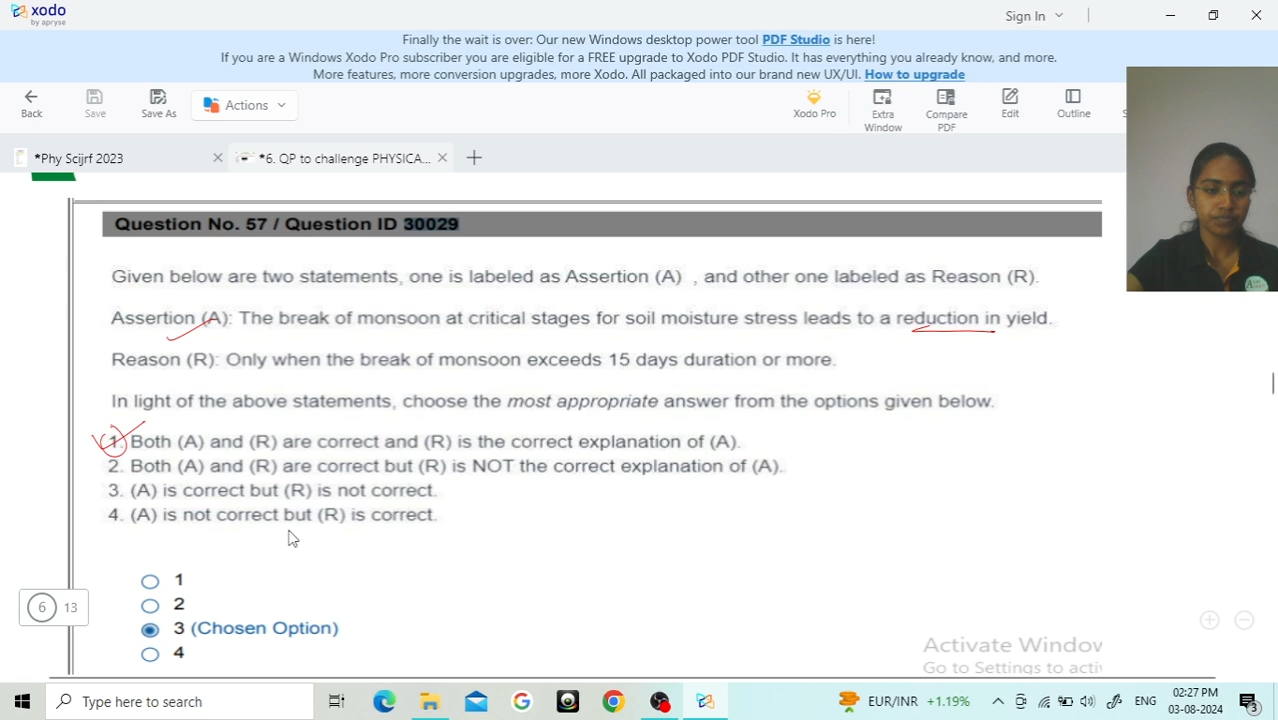 xodo
by apryse
Sign In
Finally the wait is over: Our new Windows desktop power tool PDF Studio is here!
If you are a Windows Xodo Pro subscriber you are eligible for a FREE upgrade to Xodo PDF Studio. It has everything you already know, and more.
More features, more conversion upgrades, more Xodo. All packaged into our brand new UX/UI. How to upgrade
Back
Save
Save As
Actions
Xodo Pro
Extra Window
Compare PDF
Edit
Outline
*Phy Scijrf 2023
*6. QP to challenge PHYSICA...
Question No. 57 / Question ID 30029
Given below are two statements, one is labeled as Assertion (A) , and other one labeled as Reason (R).
Assertion (A): The break of monsoon at critical stages for soil moisture stress leads to a reduction in yield.
Reason (R): Only when the break of monsoon exceeds 15 days duration or more.
In light of the above statements, choose the most appropriate answer from the options given below.
1. Both (A) and (R) are correct and (R) is the correct explanation of (A).
2. Both (A) and (R) are correct but (R) is NOT the correct explanation of (A).
3. (A) is correct but (R) is not correct.
4. (A) is not correct but (R) is correct.
1
2
3 (Chosen Option)
4
6 13
Activate Window
Go to Settings to acti
Type here to search
EUR/INR +1.19%
ENG
02:27 PM
03-08-2024
3